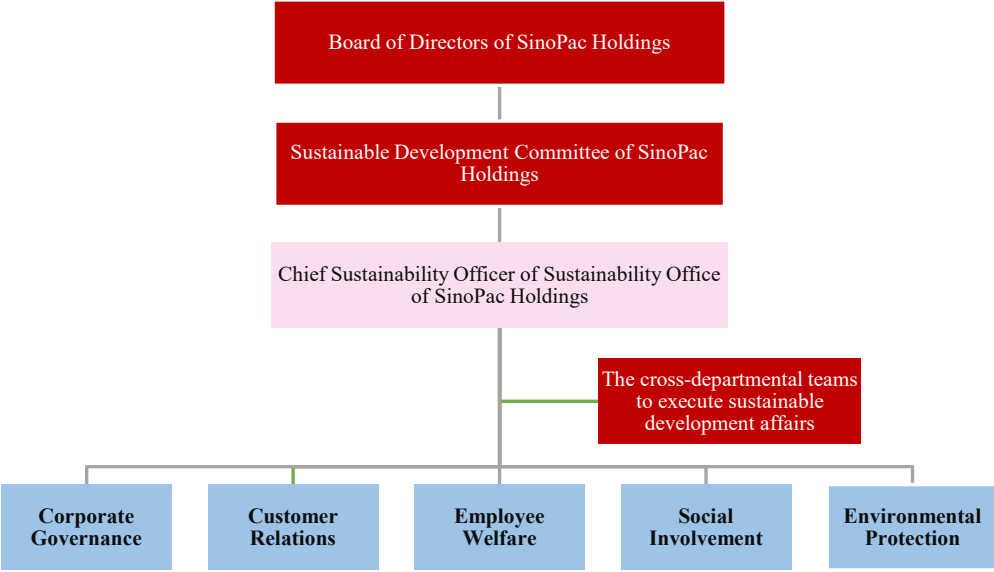 Board of Directors of SinoPac Holdings
Sustainable Development Committee of SinoPac
Holdings
Chief Sustainability Officer of Sustainability Office
of SinoPac Holdings
The cross-departmental teams
to execute sustainable
development affairs
Corporate
Governance
Customer
Relations
Employee
Welfare
Social
Involvement
Environmental
Protection